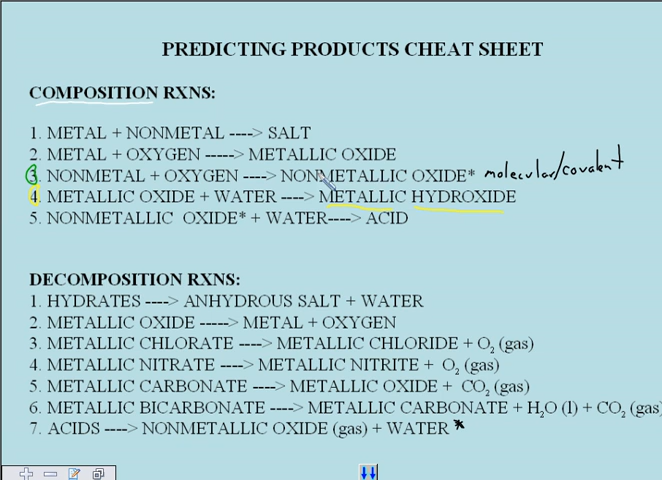 PREDICTING PRODUCTS CHEAT SHEET
COMPOSITION RXNS:
1. METAL + NONMETAL ----> SALT
2. METAL + OXYGEN -----> METALLIC OXIDE
3. NONMETAL + OXYGEN ----> NONMETALLIC OXIDE* molecular/covalent
4. METALLIC OXIDE + WATER ----> METALLIC HYDROXIDE
5. NONMETALLIC OXIDE* + WATER----> ACID
DECOMPOSITION RXNS:
1. HYDRATES ----> ANHYDROUS SALT + WATER
2. METALLIC OXIDE -----> METAL + OXYGEN
3. METALLIC CHLORATE ----> METALLIC CHLORIDE + O₂ (gas)
4. METALLIC NITRATE ----> METALLIC NITRITE + O₂ (gas)
5. METALLIC CARBONATE ----> METALLIC OXIDE + CO₂ (gas)
6. METALLIC BICARBONATE ----> METALLIC CARBONATE + H₂O (l) + CO₂ (gas)
7. ACIDS ----> NONMETALLIC OXIDE (gas) + WATER *